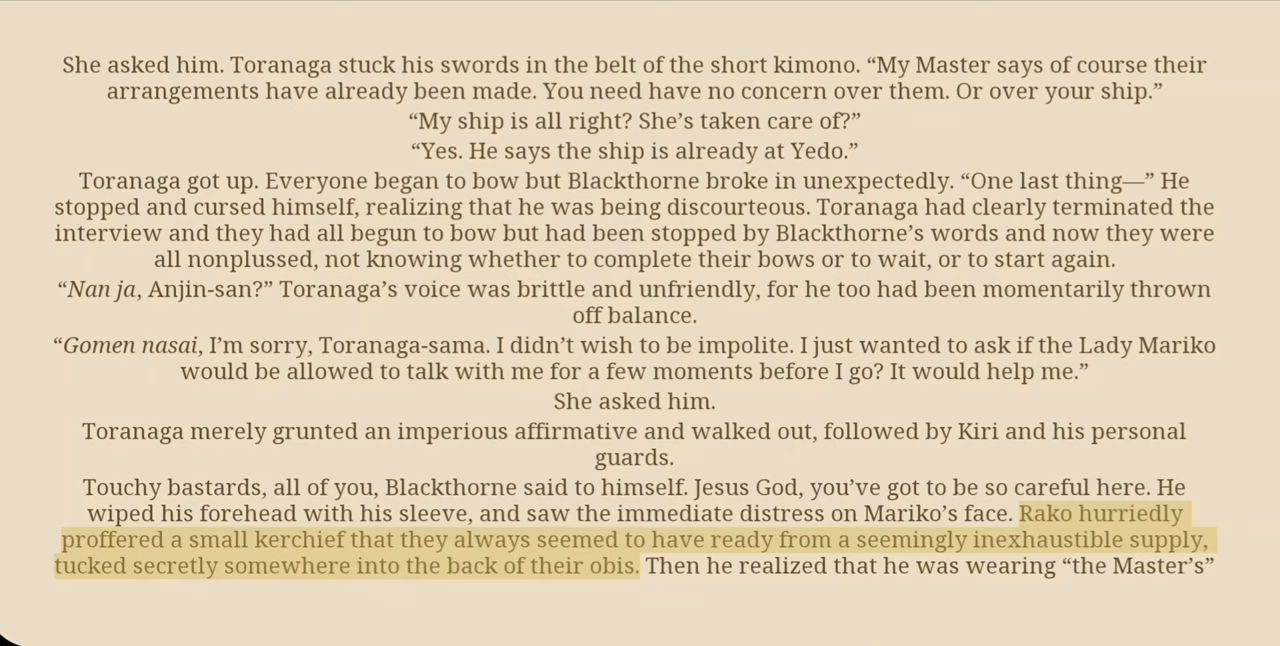 She asked him. Toranaga stuck his swords in the belt of the short kimono. “My Master says of course their
arrangements have already been made. You need have no concern over them. Or over your ship.”
“My ship is all right? She’s taken care of?”
“Yes. He says the ship is already at Yedo.”
Toranaga got up. Everyone began to bow but Blackthorne broke in unexpectedly. “One last thing—” He
stopped and cursed himself, realizing that he was being discourteous. Toranaga had clearly terminated the
interview and they had all begun to bow but had been stopped by Blackthorne’s words and now they were
all nonplussed, not knowing whether to complete their bows or to wait, or to start again.
“Nan ja, Anjin-san?” Toranaga’s voice was brittle and unfriendly, for he too had been momentarily thrown
off balance.
“Gomen nasai, I’m sorry, Toranaga-sama. I didn’t wish to be impolite. I just wanted to ask if the Lady Mariko
would be allowed to talk with me for a few moments before I go? It would help me.”
She asked him.
Toranaga merely grunted an imperious affirmative and walked out, followed by Kiri and his personal
guards.
Touchy bastards, all of you, Blackthorne said to himself. Jesus God, you’ve got to be so careful here. He
wiped his forehead with his sleeve, and saw the immediate distress on Mariko’s face. Rako hurriedly
proffered a small kerchief that they always seemed to have ready from a seemingly inexhaustible supply,
tucked secretly somewhere into the back of their obis. Then he realized that he was wearing “the Master’s”